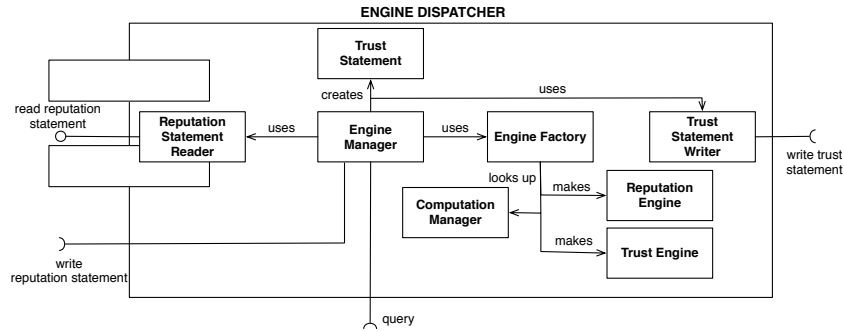 ENGINE DISPATCHER
Trust
Statement
creates
uses
read reputation
statement
Reputation
Statement
Reader
uses
Engine
Manager
uses
Engine Factory
Trust
Statement
Writer
write trust
statement
looks up
makes
Reputation
Engine
Computation
Manager
makes
Trust Engine
write
reputation statement
query